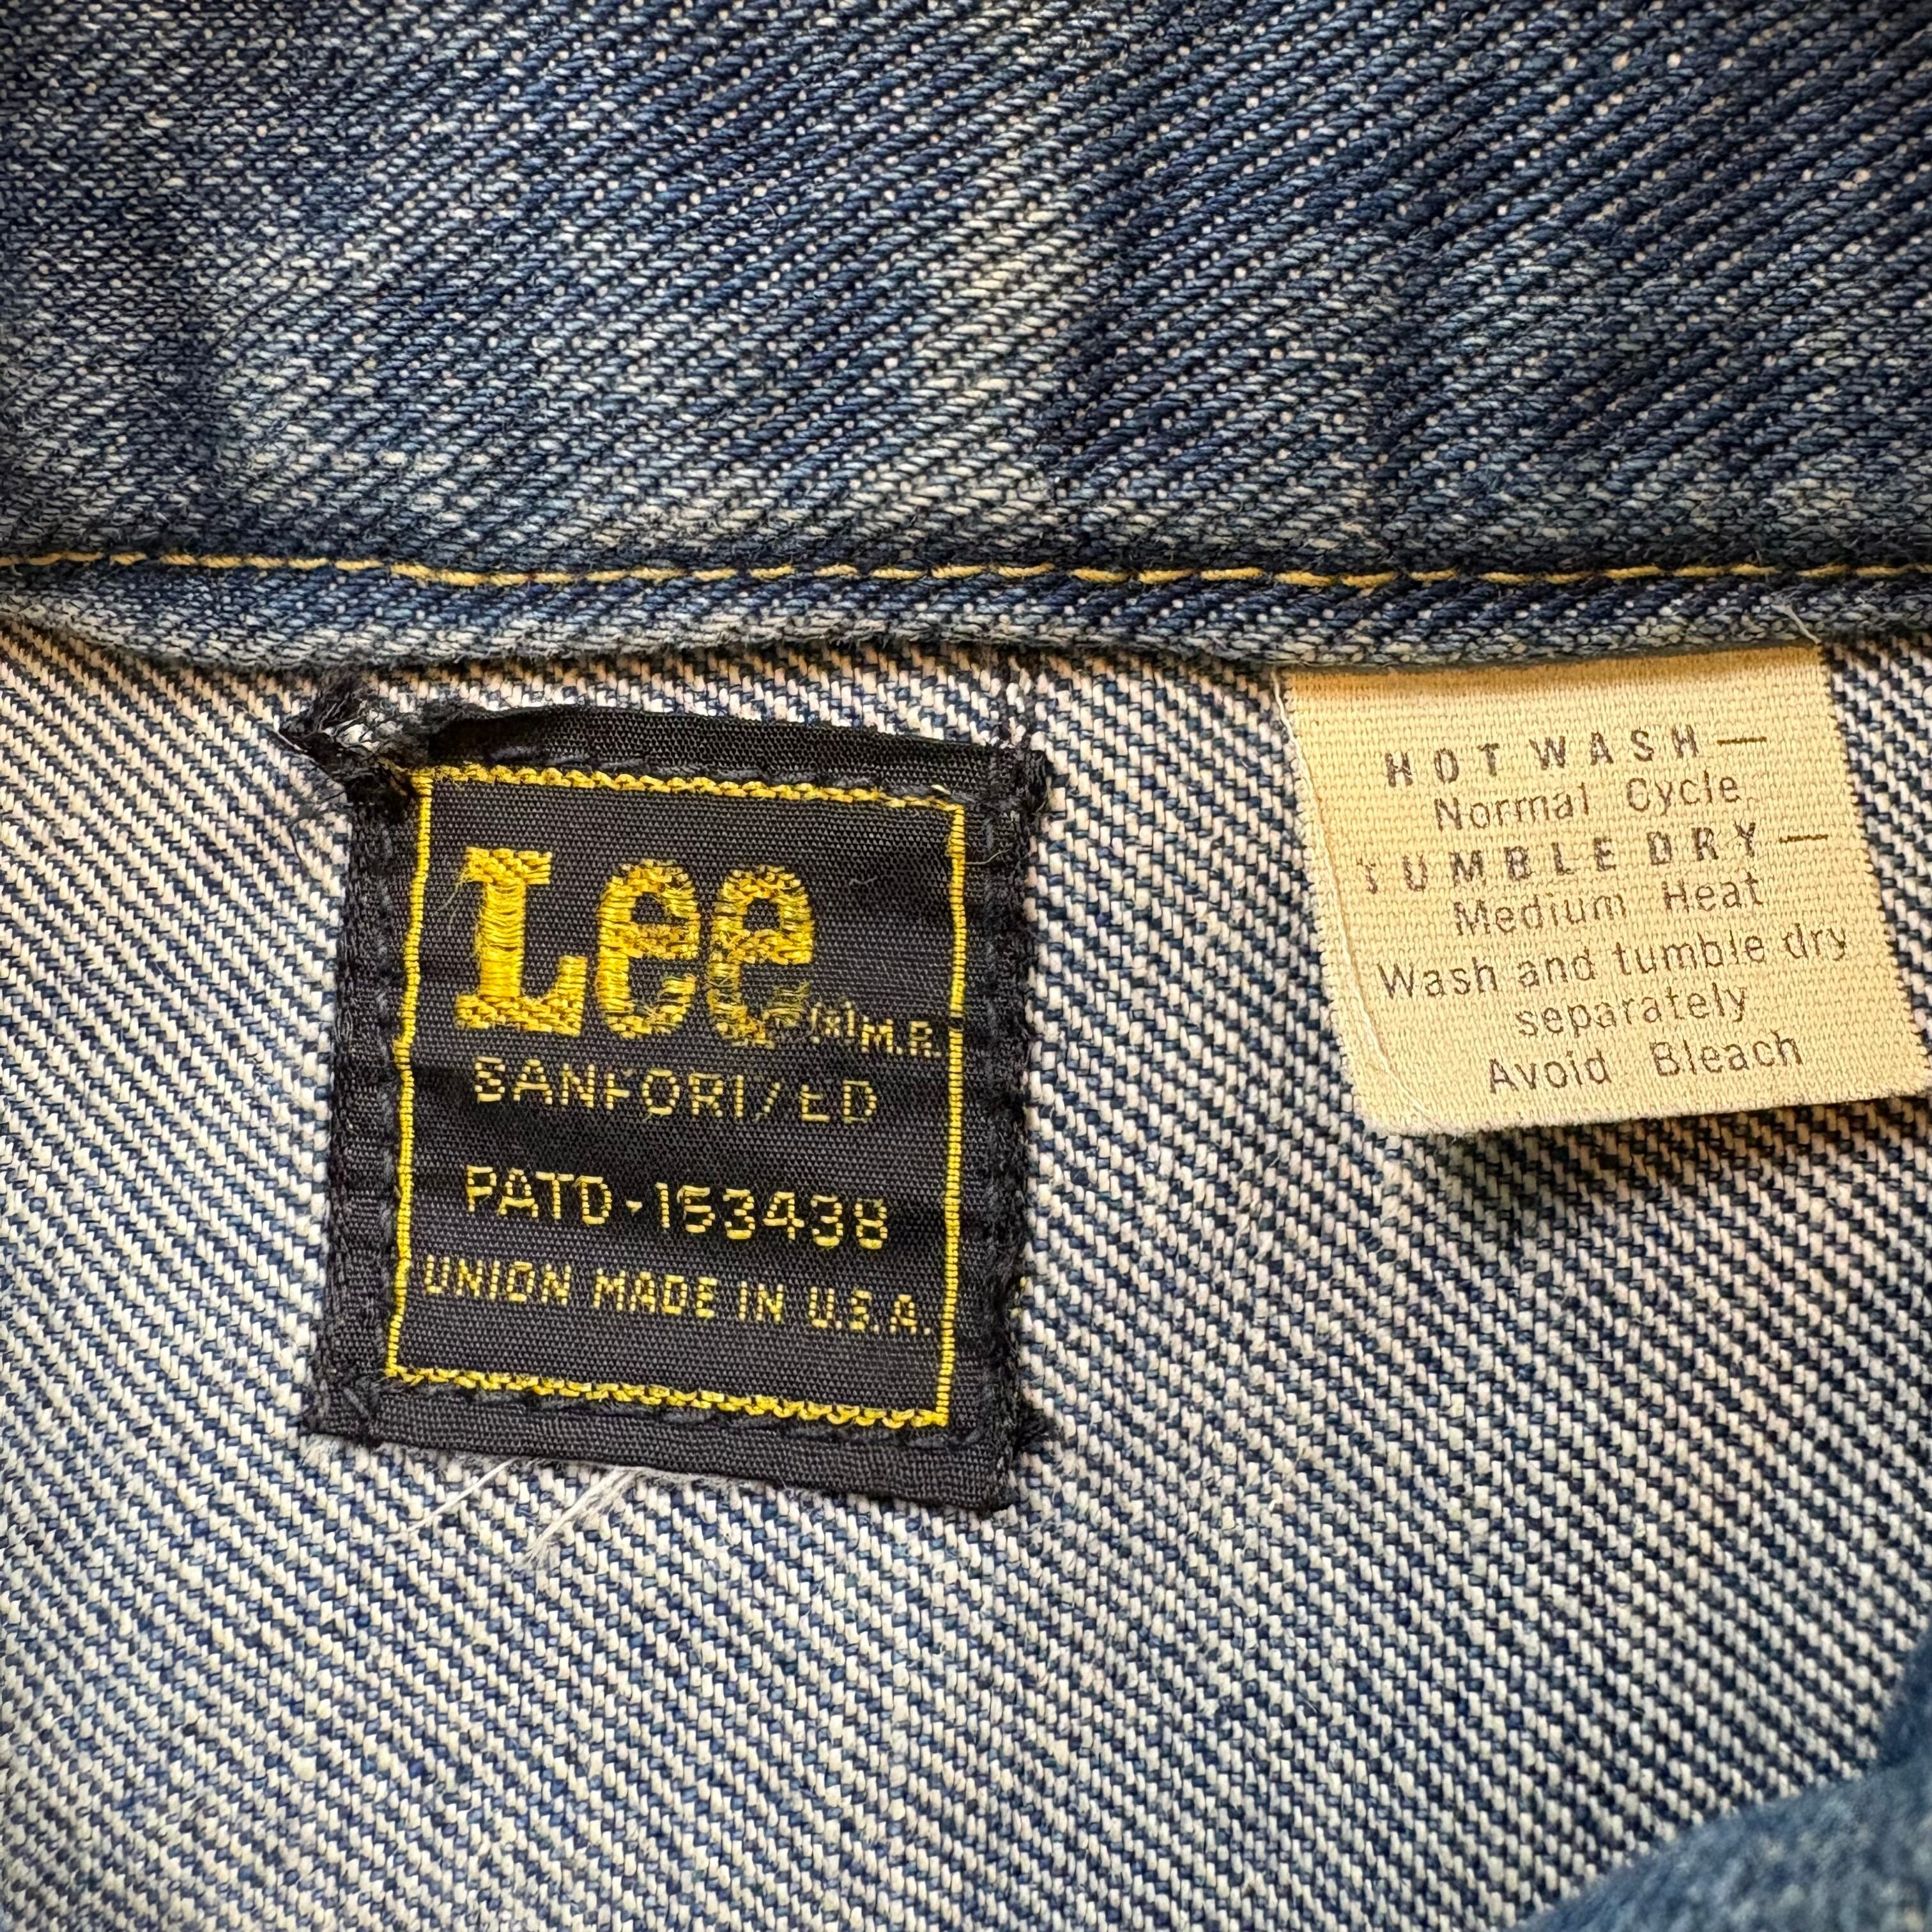 Lee (R) M.R.
SANFORIZED
PATD-153438
UNION MADE IN U.S.A.
HOT WASH—
Normal Cycle
TUMBLE DRY—
Medium Heat
Wash and tumble dry
separately
Avoid Bleach